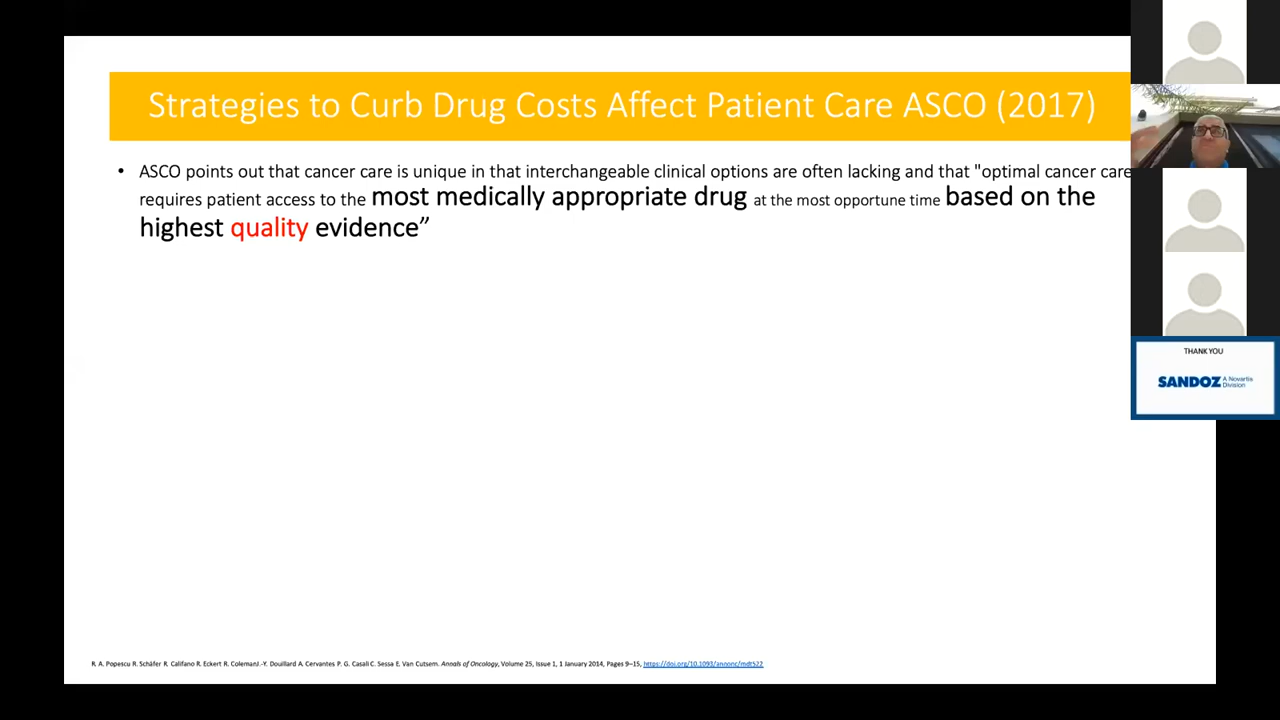 Strategies to Curb Drug Costs Affect Patient Care ASCO (2017)
• ASCO points out that cancer care is unique in that interchangeable clinical options are often lacking and that "optimal cancer care
requires patient access to the most medically appropriate drug at the most opportune time based on the
highest quality evidence”
THANK YOU
SANDOZ A Novartis
Division
R. A. Popescu R. Schäfer R. Califano R. Eckert R. ColemanJ.-Y. Douillard A. Cervantes P. G. Casali C. Sessa E. Van Cutsem. Annals of Oncology, Volume 25, Issue 1, 1 January 2014, Pages 9–15, https://doi.org/10.1093/annonc/mdt522